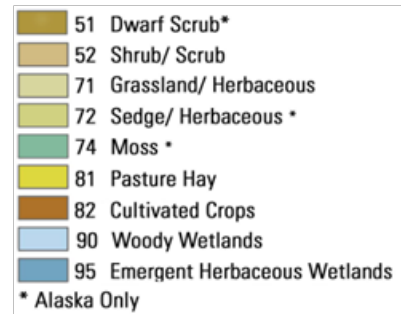 51 Dwarf Scrub*
52 Shrub/ Scrub
71 Grassland/ Herbaceous
72 Sedge/ Herbaceous *
74 Moss *
81 Pasture Hay
82 Cultivated Crops
90 Woody Wetlands
95 Emergent Herbaceous Wetlands
* Alaska Only